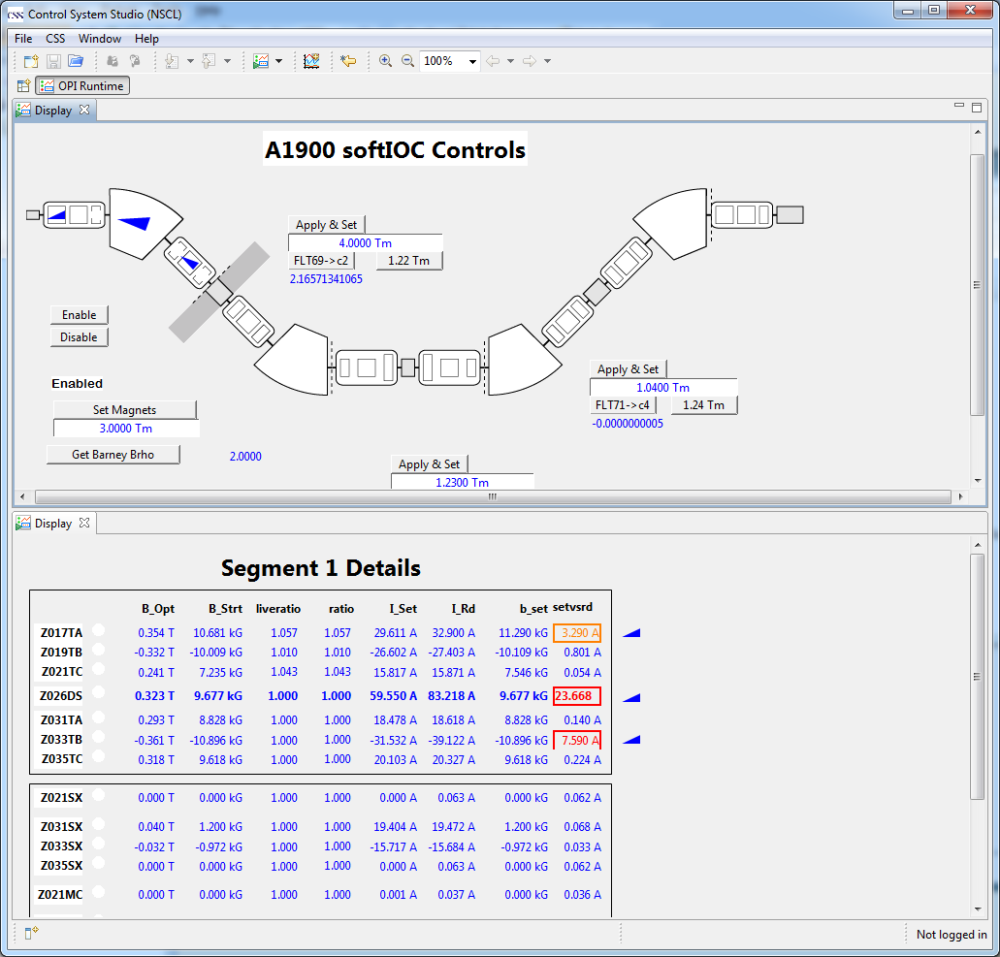 CSS Control System Studio (NSCL)
File CSS Window Help
100%
OPI Runtime
Display
A1900 softIOC Controls
Apply & Set
4.0000 Tm
FLT69->c2 1.22 Tm
2.16571341065
Enable
Disable
Enabled
Set Magnets
3.0000 Tm
Get Barney Brho 2.0000
Apply & Set
1.0400 Tm
FLT71->c4 1.24 Tm
-0.0000000005
Apply & Set
1.2300 Tm
Display
Segment 1 Details
B_Opt B_Strt liveratio ratio I_Set I_Rd b_set setvsrd
Z017TA 0.354 T 10.681 kG 1.057 1.057 29.611 A 32.900 A 11.290 kG 3.290 A
Z019TB -0.332 T -10.009 kG 1.010 1.010 -26.602 A -27.403 A -10.109 kG 0.801 A
Z021TC 0.241 T 7.235 kG 1.043 1.043 15.817 A 15.871 A 7.546 kG 0.054 A
Z026DS 0.323 T 9.677 kG 1.000 1.000 59.550 A 83.218 A 9.677 kG 23.668
Z031TA 0.293 T 8.828 kG 1.000 1.000 18.478 A 18.618 A 8.828 kG 0.140 A
Z033TB -0.361 T -10.896 kG 1.000 1.000 -31.532 A -39.122 A -10.896 kG 7.590 A
Z035TC 0.318 T 9.618 kG 1.000 1.000 20.103 A 20.327 A 9.618 kG 0.224 A
Z021SX 0.000 T 0.000 kG 1.000 1.000 0.000 A 0.063 A 0.000 kG 0.062 A
Z031SX 0.040 T 1.200 kG 1.000 1.000 19.404 A 19.472 A 1.200 kG 0.068 A
Z033SX -0.032 T -0.972 kG 1.000 1.000 -15.717 A -15.684 A -0.972 kG 0.033 A
Z035SX 0.000 T 0.000 kG 1.000 1.000 0.000 A 0.063 A 0.000 kG 0.062 A
Z021MC 0.000 T 0.000 kG 1.000 1.000 0.001 A 0.037 A 0.000 kG 0.036 A
Not logged in